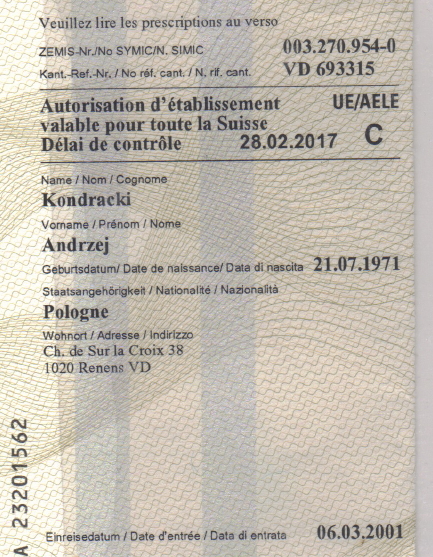 Veuillez lire les prescriptions au verso
ZEMIS-Nr./No SYMIC/N. SIMIC 003.270.954-0
Kant.-Ref.-Nr. / No réf. cant. / N. rif. cant. VD 693315
Autorisation d'établissement UE/AELE
valable pour toute la Suisse
Délai de contrôle 28.02.2017 C
Name / Nom / Cognome
Kondracki
Vorname / Prénom / Nome
Andrzej
Geburtsdatum/ Date de naissance/ Data di nascita 21.07.1971
Staatsangehörigkeit / Nationalité / Nazionalità
Pologne
Wohnort / Adresse / Indirizzo
Ch. de Sur la Croix 38
1020 Renens VD
A 23201562
Einreisedatum / Date d'entrée / Data di entrata 06.03.2001